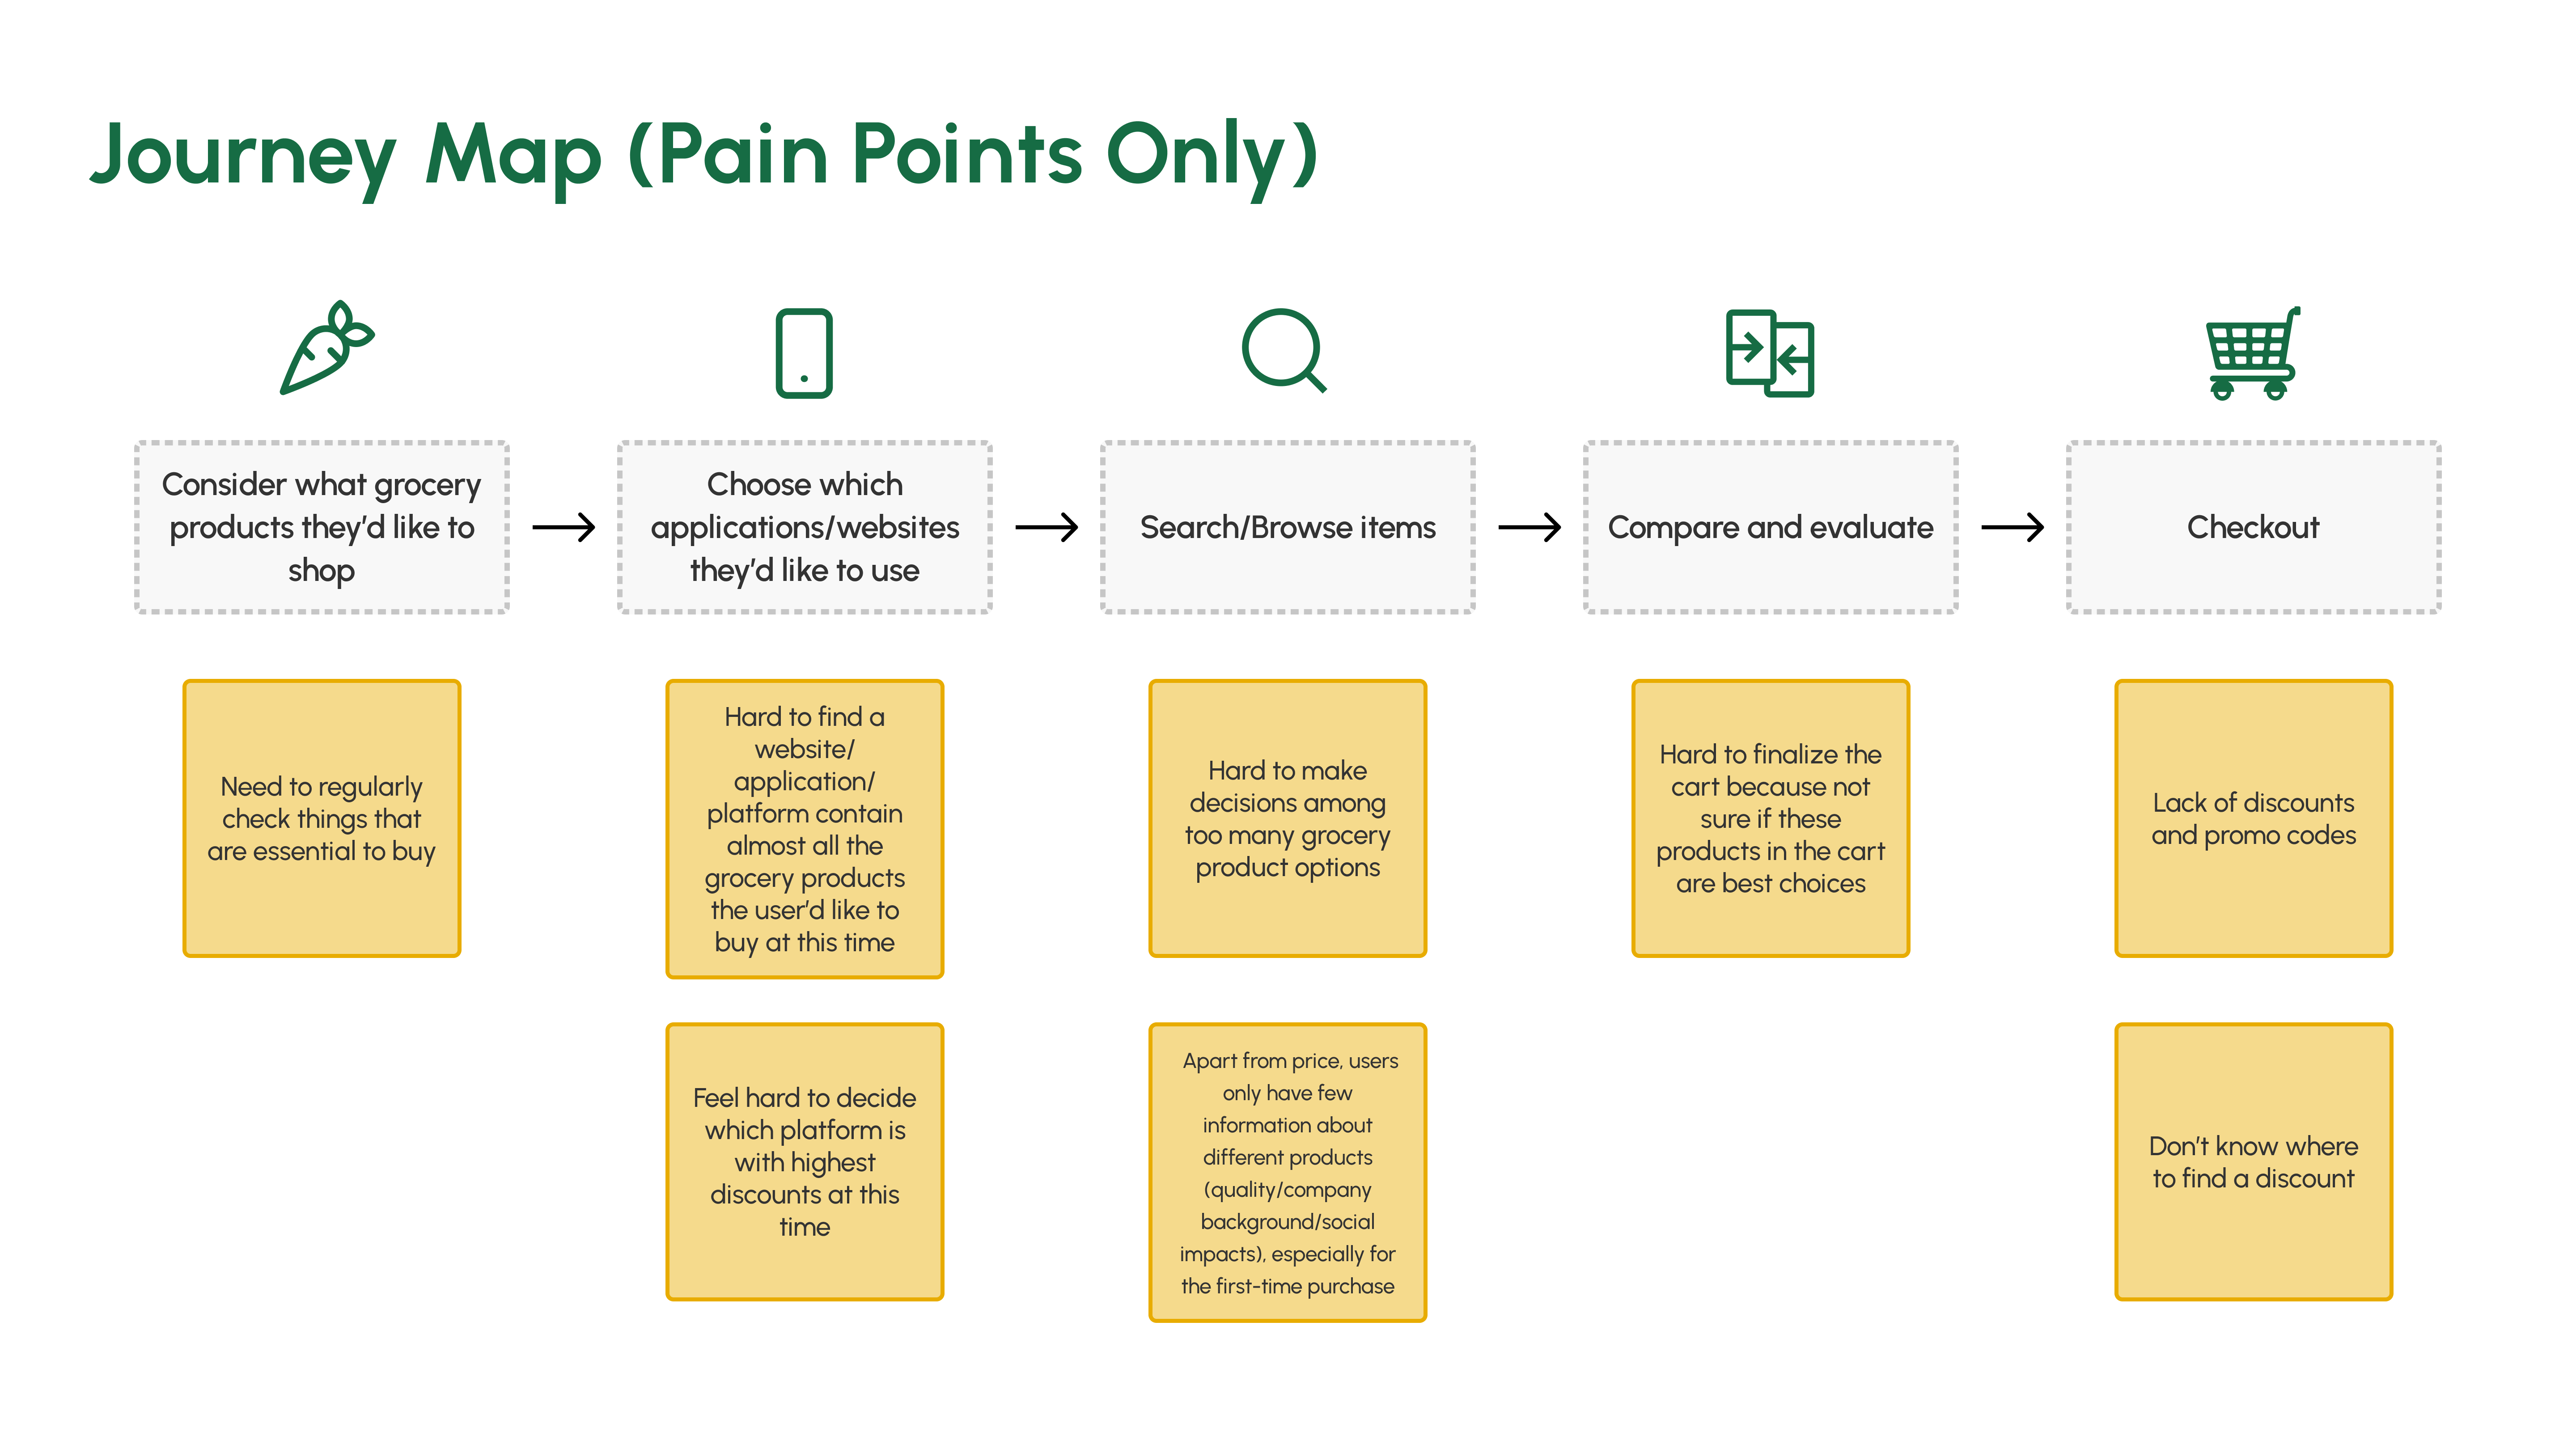 Journey Map (Pain Points Only)
Consider what grocery
products they'd like to
shop
Choose which
applications/websites
they'd like to use
Search/Browse items
Compare and evaluate
Checkout
Need to regularly
check things that
are essential to buy
Hard to find a
website/
application/
platform contain
almost all the
grocery products
the user'd like to
buy at this time
Hard to make
decisions among
too many grocery
product options
Hard to finalize the
cart because not
sure if these
products in the cart
are best choices
Lack of discounts
and promo codes
Feel hard to decide
which platform is
with highest
discounts at this
time
Apart from price, users
only have few
information about
different products
(quality/company
background/social
impacts), especially for
the first-time purchase
Don't know where
to find a discount